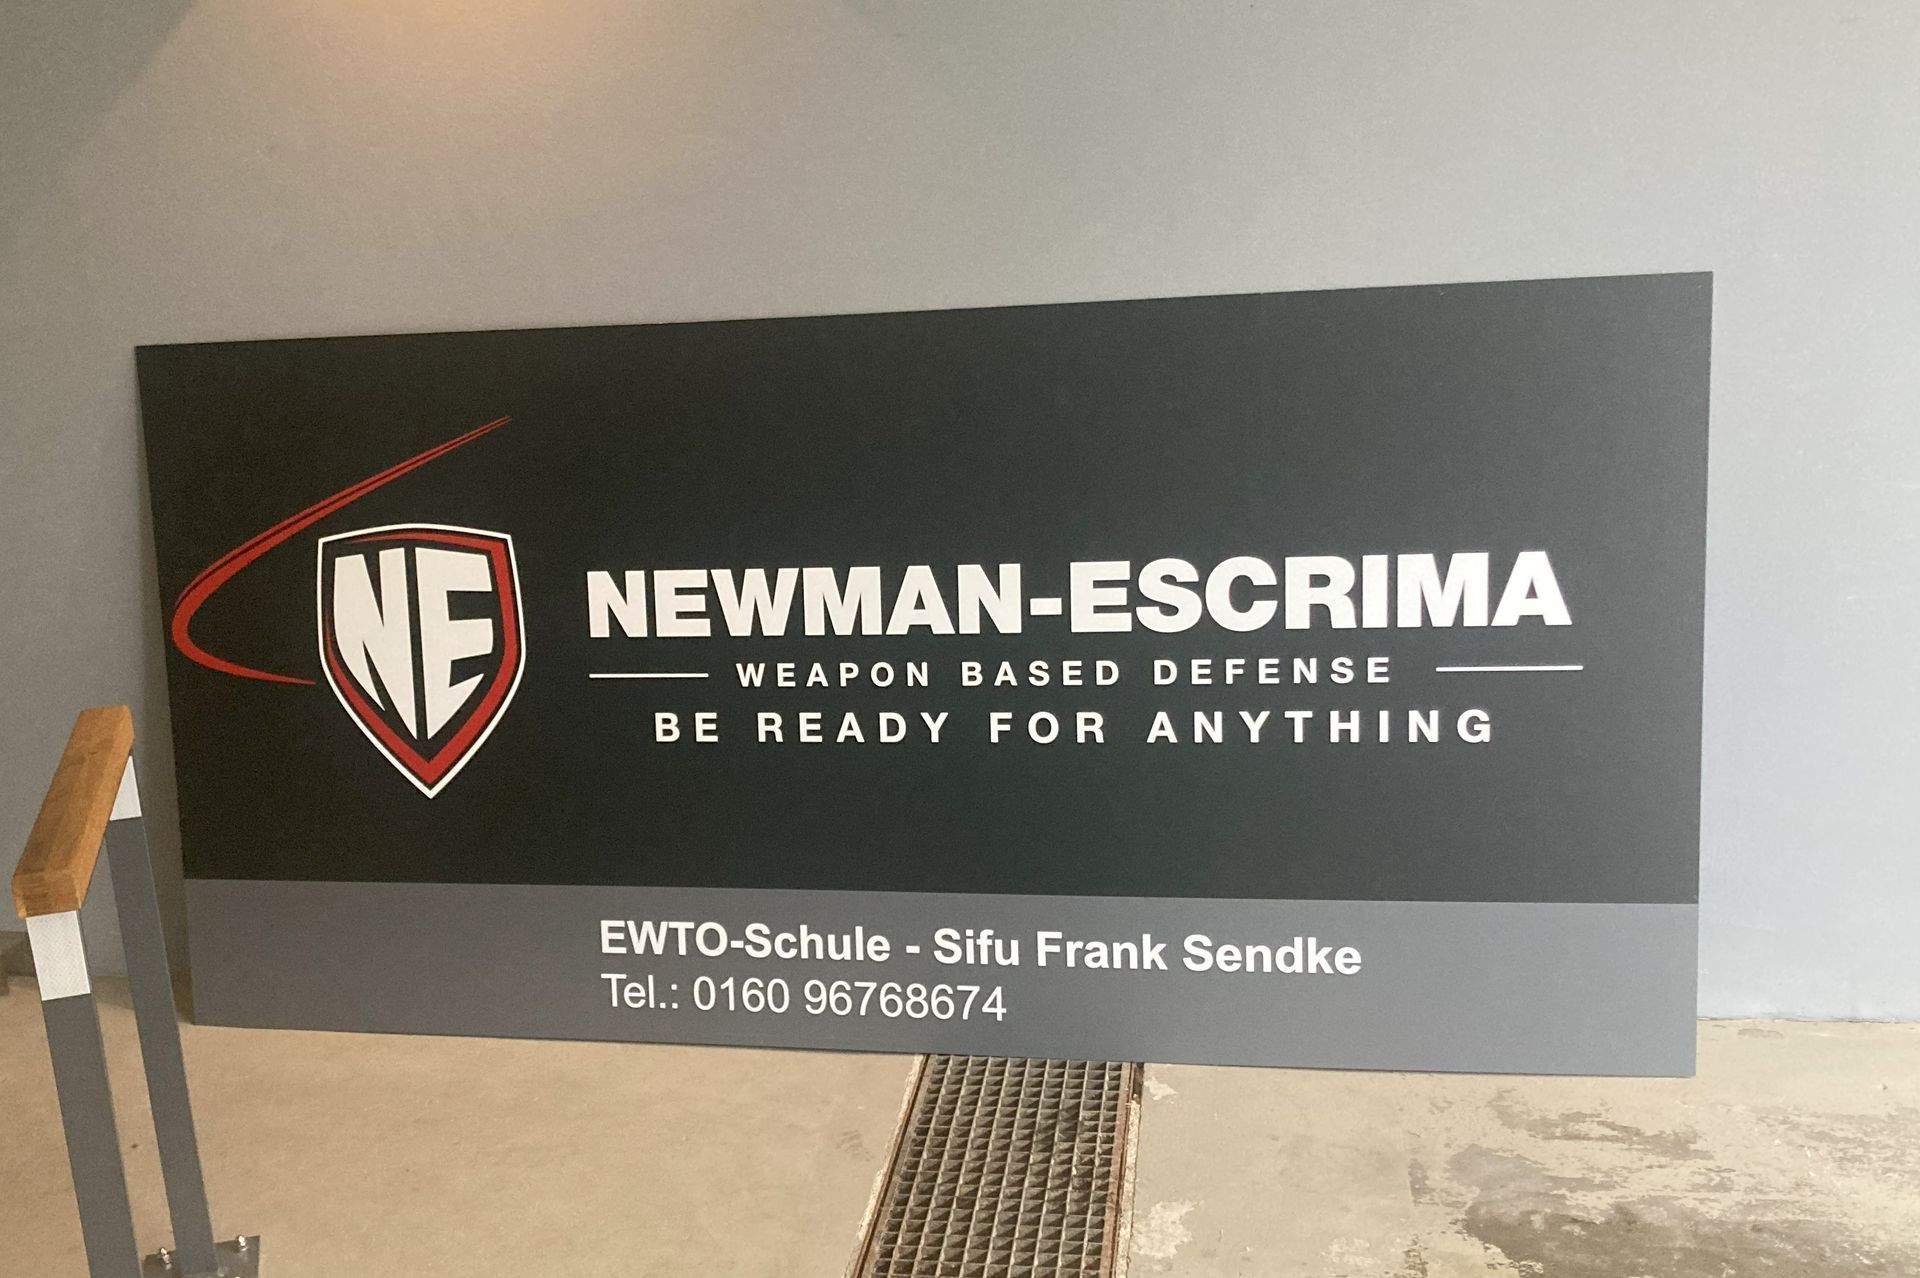 NE
NEWMAN-ESCRIMA
WEAPON BASED DEFENSE
BE READY FOR ANYTHING
EWTO-Schule - Sifu Frank Sendke
Tel.: 0160 96768674